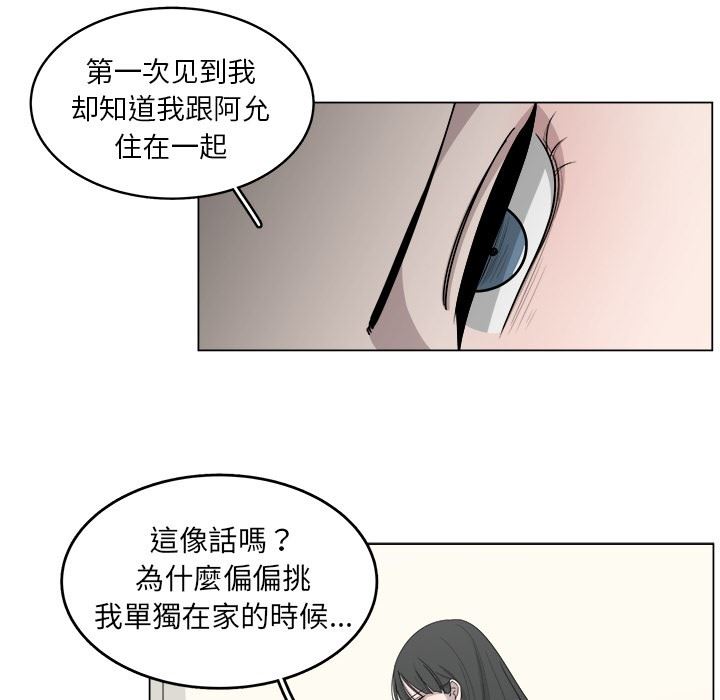 第一次见到我
却知道我跟阿允
住在一起
這像話嗎？
為什麼偏偏挑
我單獨在家的時候...